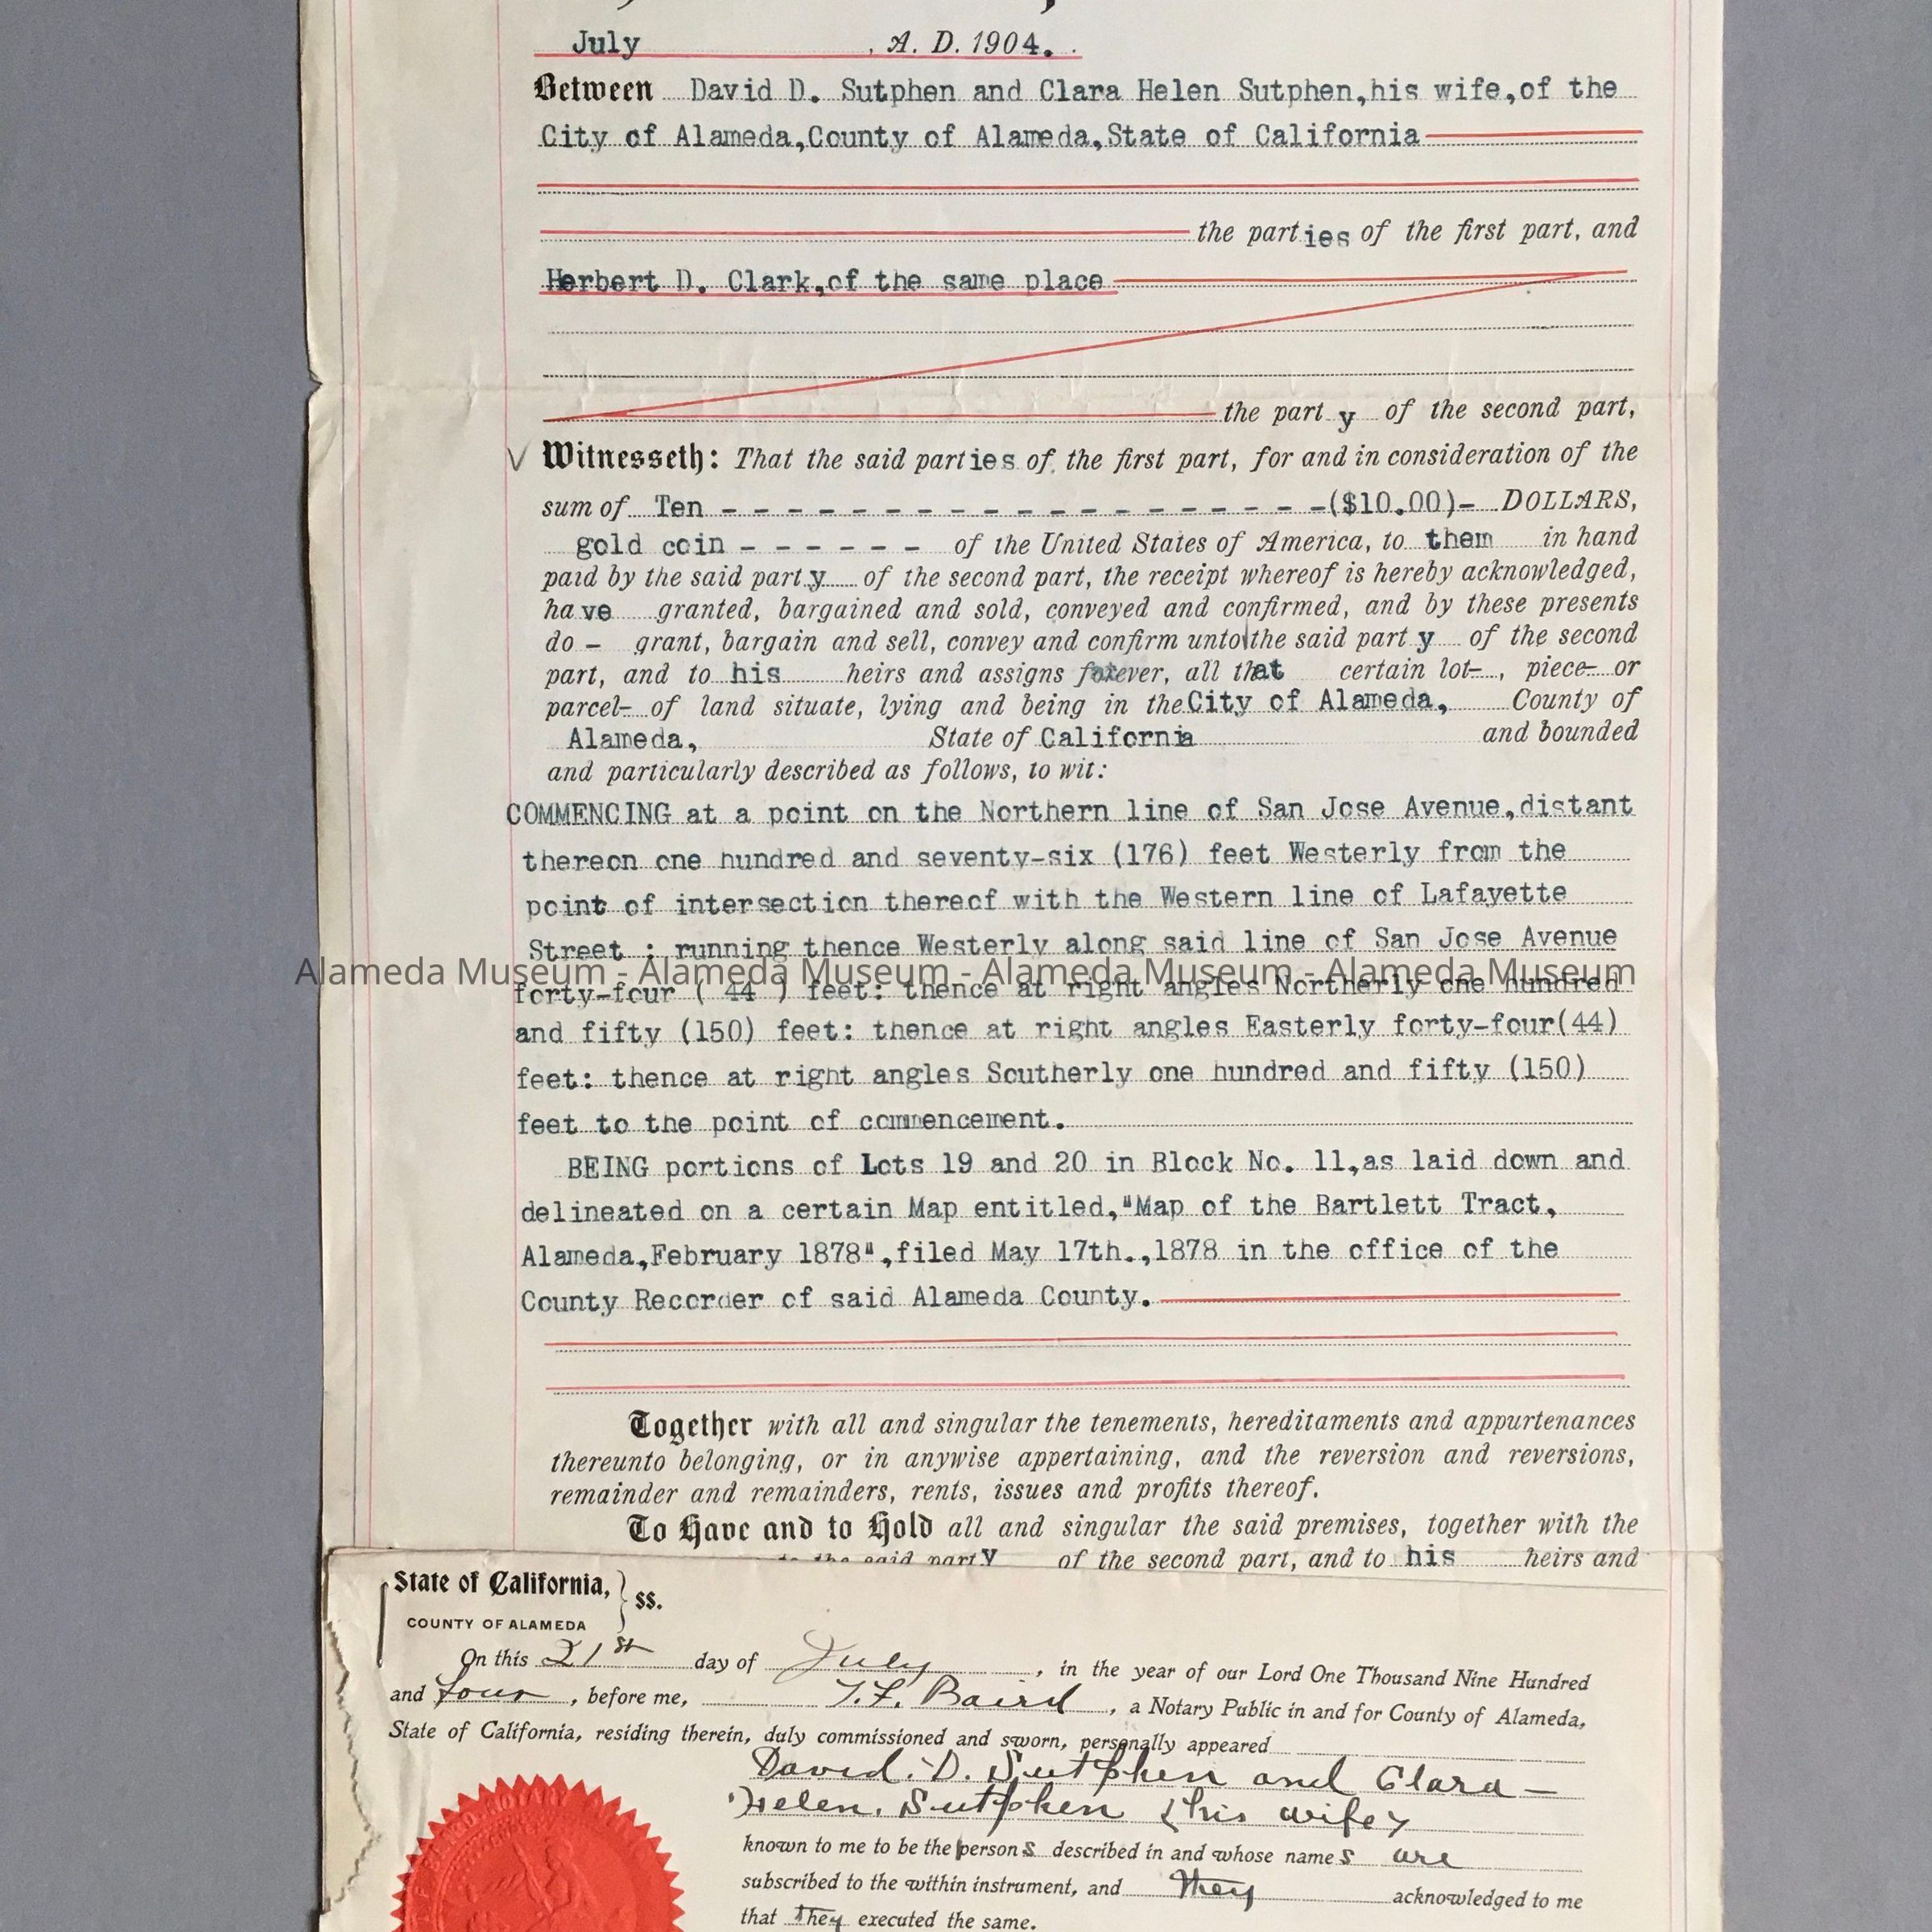 July , A. D. 1904. .
Between David D. Sutphen and Clara Helen Sutphen,his wife,of the
City of Alameda,County of Alameda,State of California
the parties of the first part, and
Herbert D. Clark,of the same place
the party of the second part,
V Witnesseth: That the said parties of the first part, for and in consideration of the
sum of Ten - - - - - - - - - - - - - - - - - - -($10.00)- DOLLARS,
gold coin - - - - - - of the United States of America, to them in hand
paid by the said party of the second part, the receipt whereof is hereby acknowledged,
have granted, bargained and sold, conveyed and confirmed, and by these presents
do - grant, bargain and sell, convey and confirm unto the said party of the second
part, and to his heirs and assigns forever, all that certain lot-, piece- or
parcel- of land situate, lying and being in the City of Alameda, County of
Alameda, State of California and bounded
and particularly described as follows, to wit:
COMMENCING at a point on the Northern line of San Jose Avenue,distant
thereon one hundred and seventy-six (176) feet Westerly from the
point of intersection thereof with the Western line of Lafayette
Street : running thence Westerly along said line of San Jose Avenue
Alameda Museum - Alameda Museum - Alameda Museum - Alameda Museum
forty-four ( 44 ) feet: thence at right angles Northerly one hundred
and fifty (150) feet: thence at right angles Easterly forty-four(44)
feet: thence at right angles Southerly one hundred and fifty (150)
feet to the point of commencement.
BEING portions of Lots 19 and 20 in Block No. 11,as laid down and
delineated on a certain Map entitled,"Map of the Bartlett Tract,
Alameda,February 1878",filed May 17th.,1878 in the office of the
County Recorder of said Alameda County.
Together with all and singular the tenements, hereditaments and appurtenances
thereunto belonging, or in anywise appertaining, and the reversion and reversions,
remainder and remainders, rents, issues and profits thereof.
To Have and to Hold all and singular the said premises, together with the
to the said party of the second part, and to his heirs and
State of California, } ss.
COUNTY OF ALAMEDA
On this 21st day of July , in the year of our Lord One Thousand Nine Hundred
and four , before me, T.F. Baird , a Notary Public in and for County of Alameda,
State of California, residing therein, duly commissioned and sworn, personally appeared
David. D. Sutphen and Clara -
Helen. Sutphen (his wife)
known to me to be the persons described in and whose names are
subscribed to the within instrument, and they acknowledged to me
that They executed the same.